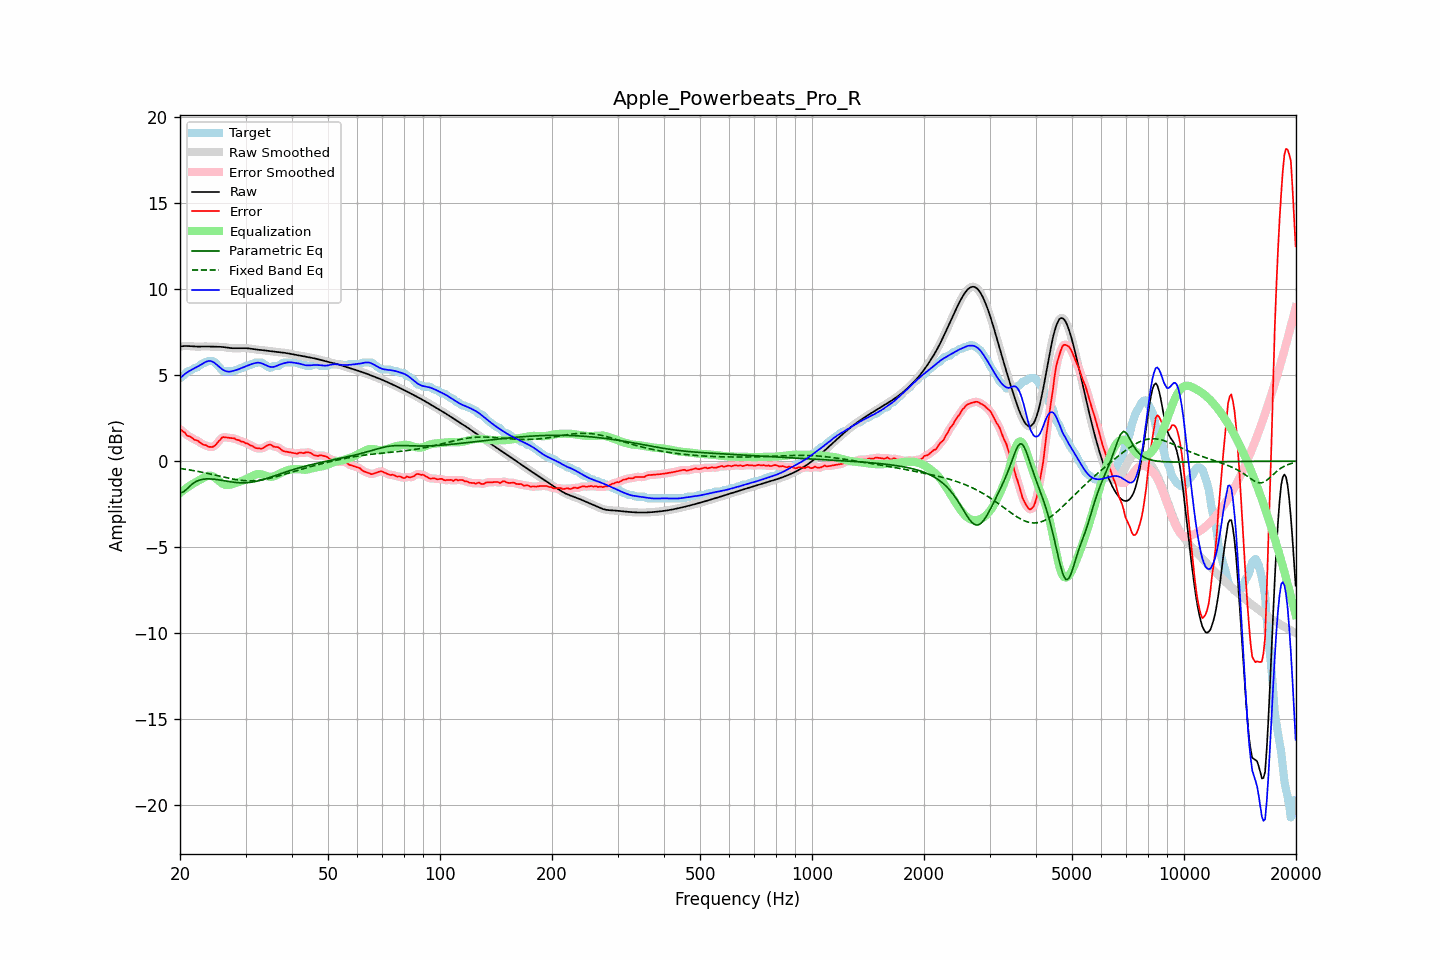 Apple_Powerbeats_Pro_R
Target
Raw Smoothed
Error Smoothed
Raw
Error
Equalization
Parametric Eq
Fixed Band Eq
Equalized
20
15
10
5
0
−5
−10
−15
−20
Amplitude (dBr)
20
50
100
200
500
1000
2000
5000
10000
20000
Frequency (Hz)